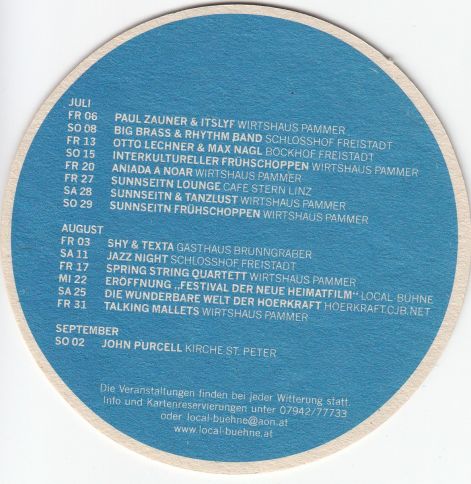 JULI
FR 06 PAUL ZAUNER & ITSLYF WIRTSHAUS PAMMER
SO 08 BIG BRASS & RHYTHM BAND SCHLOSSHOF FREISTADT
FR 13 OTTO LECHNER & MAX NAGL BÖCKHOF FREISTADT
SO 15 INTERKULTURELLER FRÜHSCHOPPEN WIRTSHAUS PAMMER
FR 20 ANIADA A NOAR WIRTSHAUS PAMMER
FR 27 SUNNSEITN LOUNGE CAFE STERN LINZ
SA 28 SUNNSEITN & TANZLUST WIRTSHAUS PAMMER
SO 29 SUNNSEITN FRÜHSCHOPPEN WIRTSHAUS PAMMER
AUGUST
FR 03 SHY & TEXTA GASTHAUS BRUNNGRABER
SA 11 JAZZ NIGHT SCHLOSSHOF FREISTADT
FR 17 SPRING STRING QUARTETT WIRTSHAUS PAMMER
MI 22 ERÖFFNUNG „FESTIVAL DER NEUE HEIMATFILM“ LOCAL-BÜHNE
SA 25 DIE WUNDERBARE WELT DER HOERKRAFT HOERKRAFT.CJB.NET
FR 31 TALKING MALLETS WIRTSHAUS PAMMER
SEPTEMBER
SO 02 JOHN PURCELL KIRCHE ST. PETER
Die Veranstaltungen finden bei jeder Witterung statt.
Info und Kartenreservierungen unter 07942/77733
oder local-buehne@aon.at
www.local-buehne.at